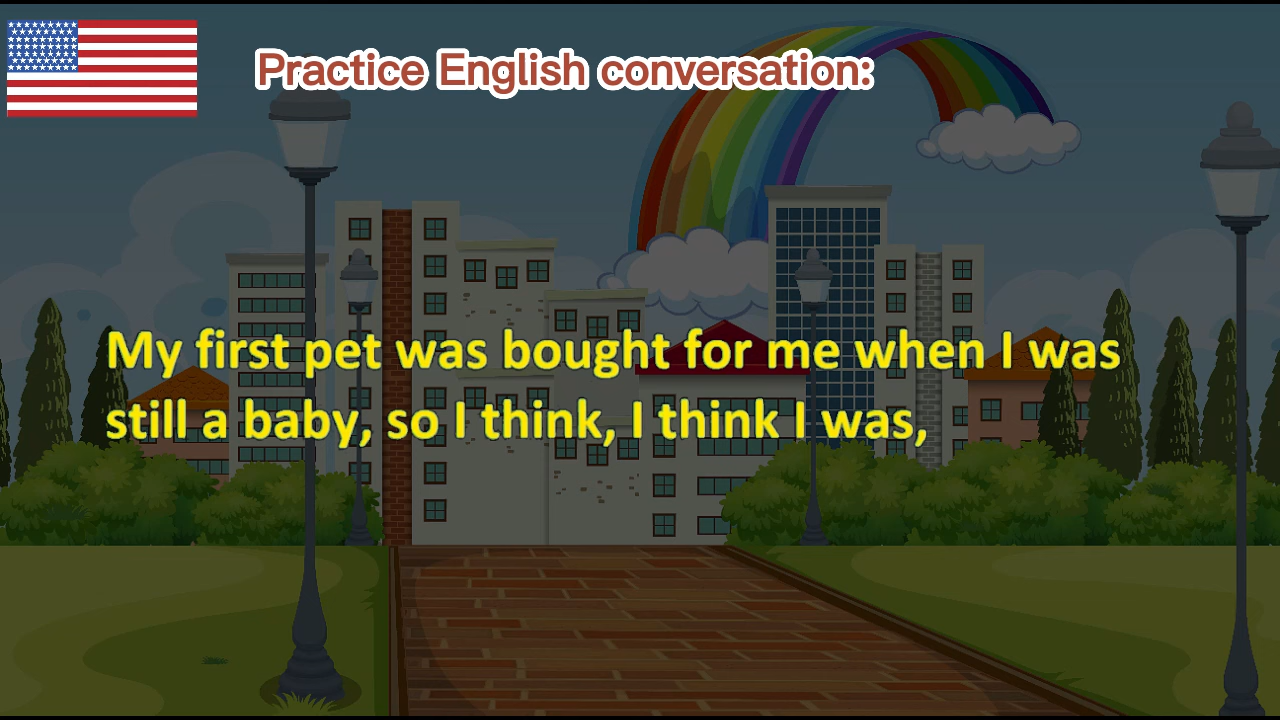 Practice English conversation:
My first pet was bought for me when I was
still a baby, so I think, I think I was,